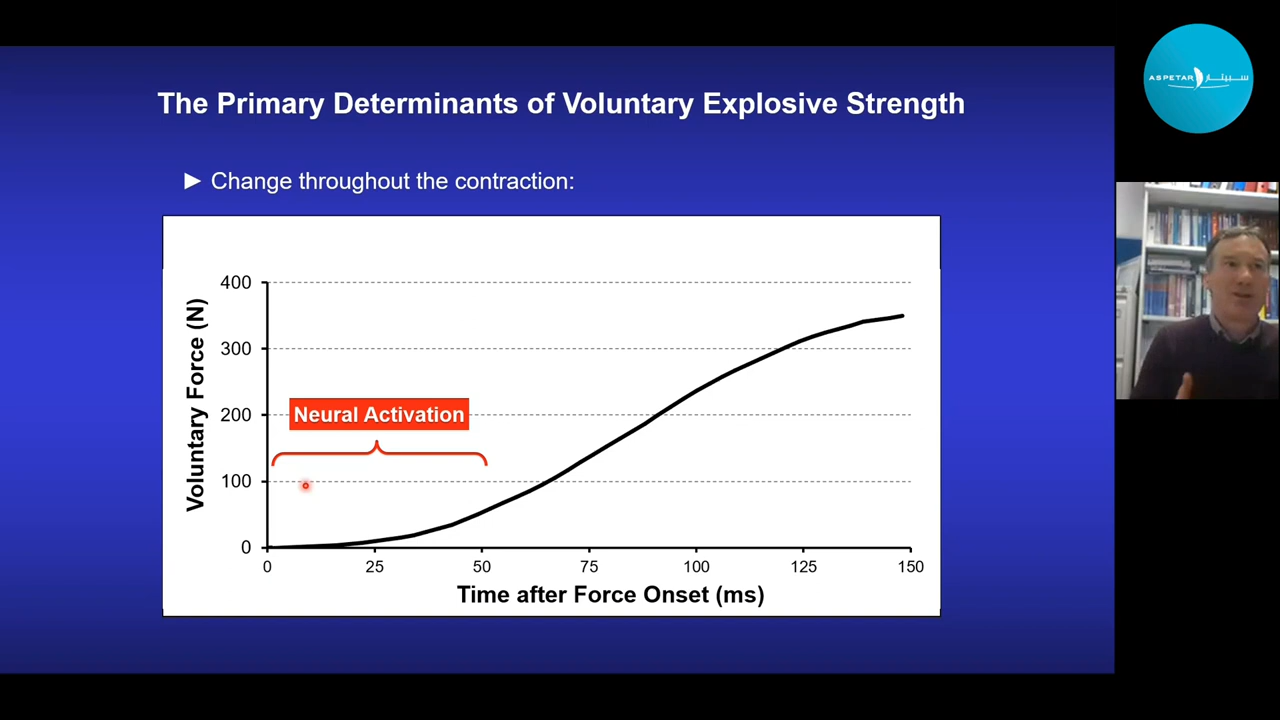 The Primary Determinants of Voluntary Explosive Strength
► Change throughout the contraction:
400
300
200
100
0
Voluntary Force (N)
Neural Activation
0 25 50 75 100 125 150
Time after Force Onset (ms)
ASPETAR سبيتار